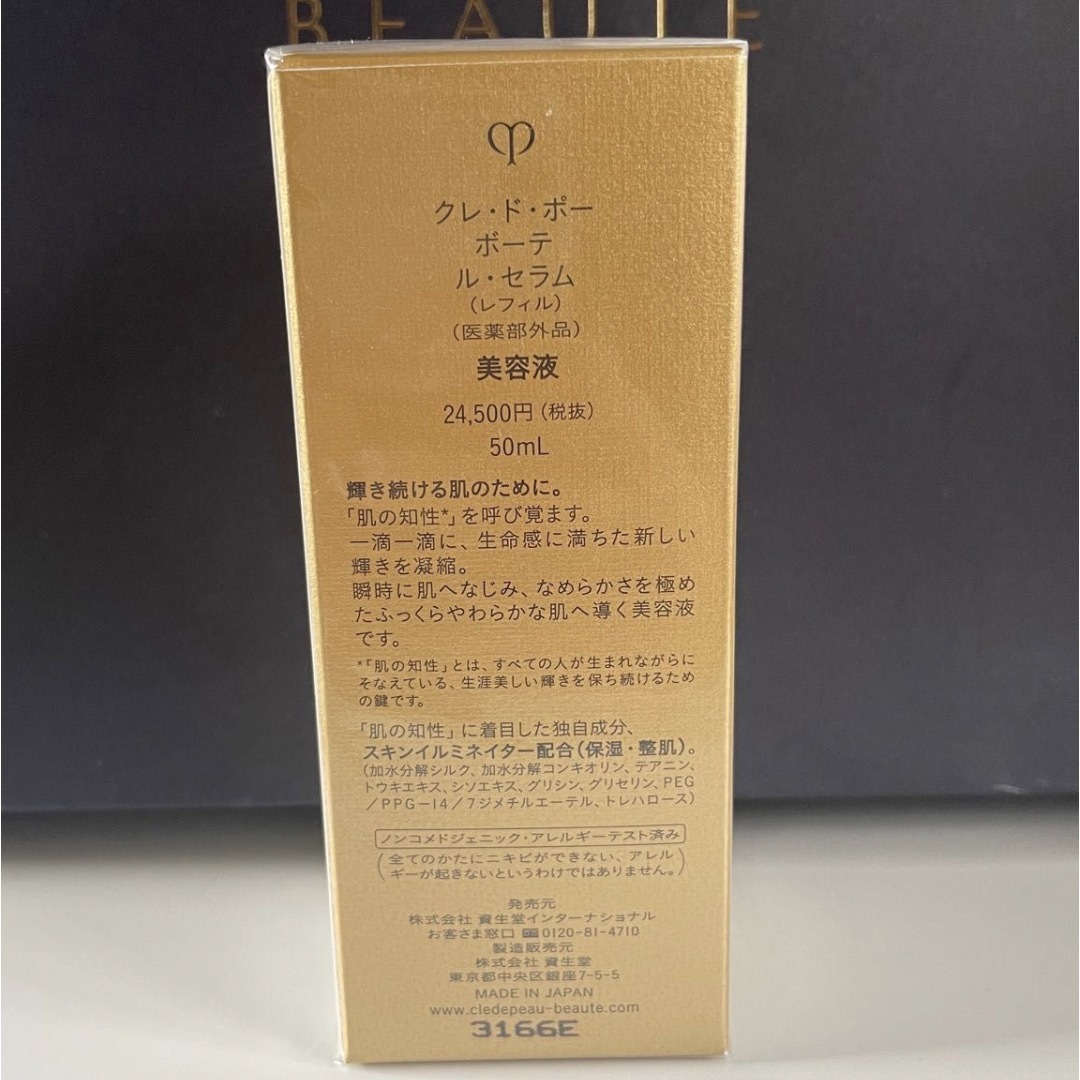 BEAUTÉ
クレ・ド・ポー
ボーテ
ル・セラム
(レフィル)
(医薬部外品)
美容液
24,500円(税抜)
50mL
輝き続ける肌のために。
「肌の知性*」を呼び覚ます。
一滴一滴に、生命感に満ちた新しい
輝きを凝縮。
瞬時に肌へなじみ、なめらかさを極め
たふっくらやわらかな肌へ導く美容液
です。
*「肌の知性」とは、すべての人が生まれながらに
そなえている、生涯美しい輝きを保ち続けるため
の鍵です。
「肌の知性」に着目した独自成分、
スキンイルミネイター配合(保湿・整肌)。
(加水分解シルク、加水分解コンキオリン、テアニン、
トウキエキス、シソエキス、グリシン、グリセリン、PEG
/PPG-14/7ジメチルエーテル、トレハロース)
ノンコメドジェニック・アレルギーテスト済み
(全てのかたにニキビができない、アレル
ギーが起きないというわけではありません。)
発売元
株式会社 資生堂インターナショナル
お客さま窓口 0120-81-4710
製造販売元
株式会社 資生堂
東京都中央区銀座7-5-5
MADE IN JAPAN
www.cledepeau-beaute.com
3166E